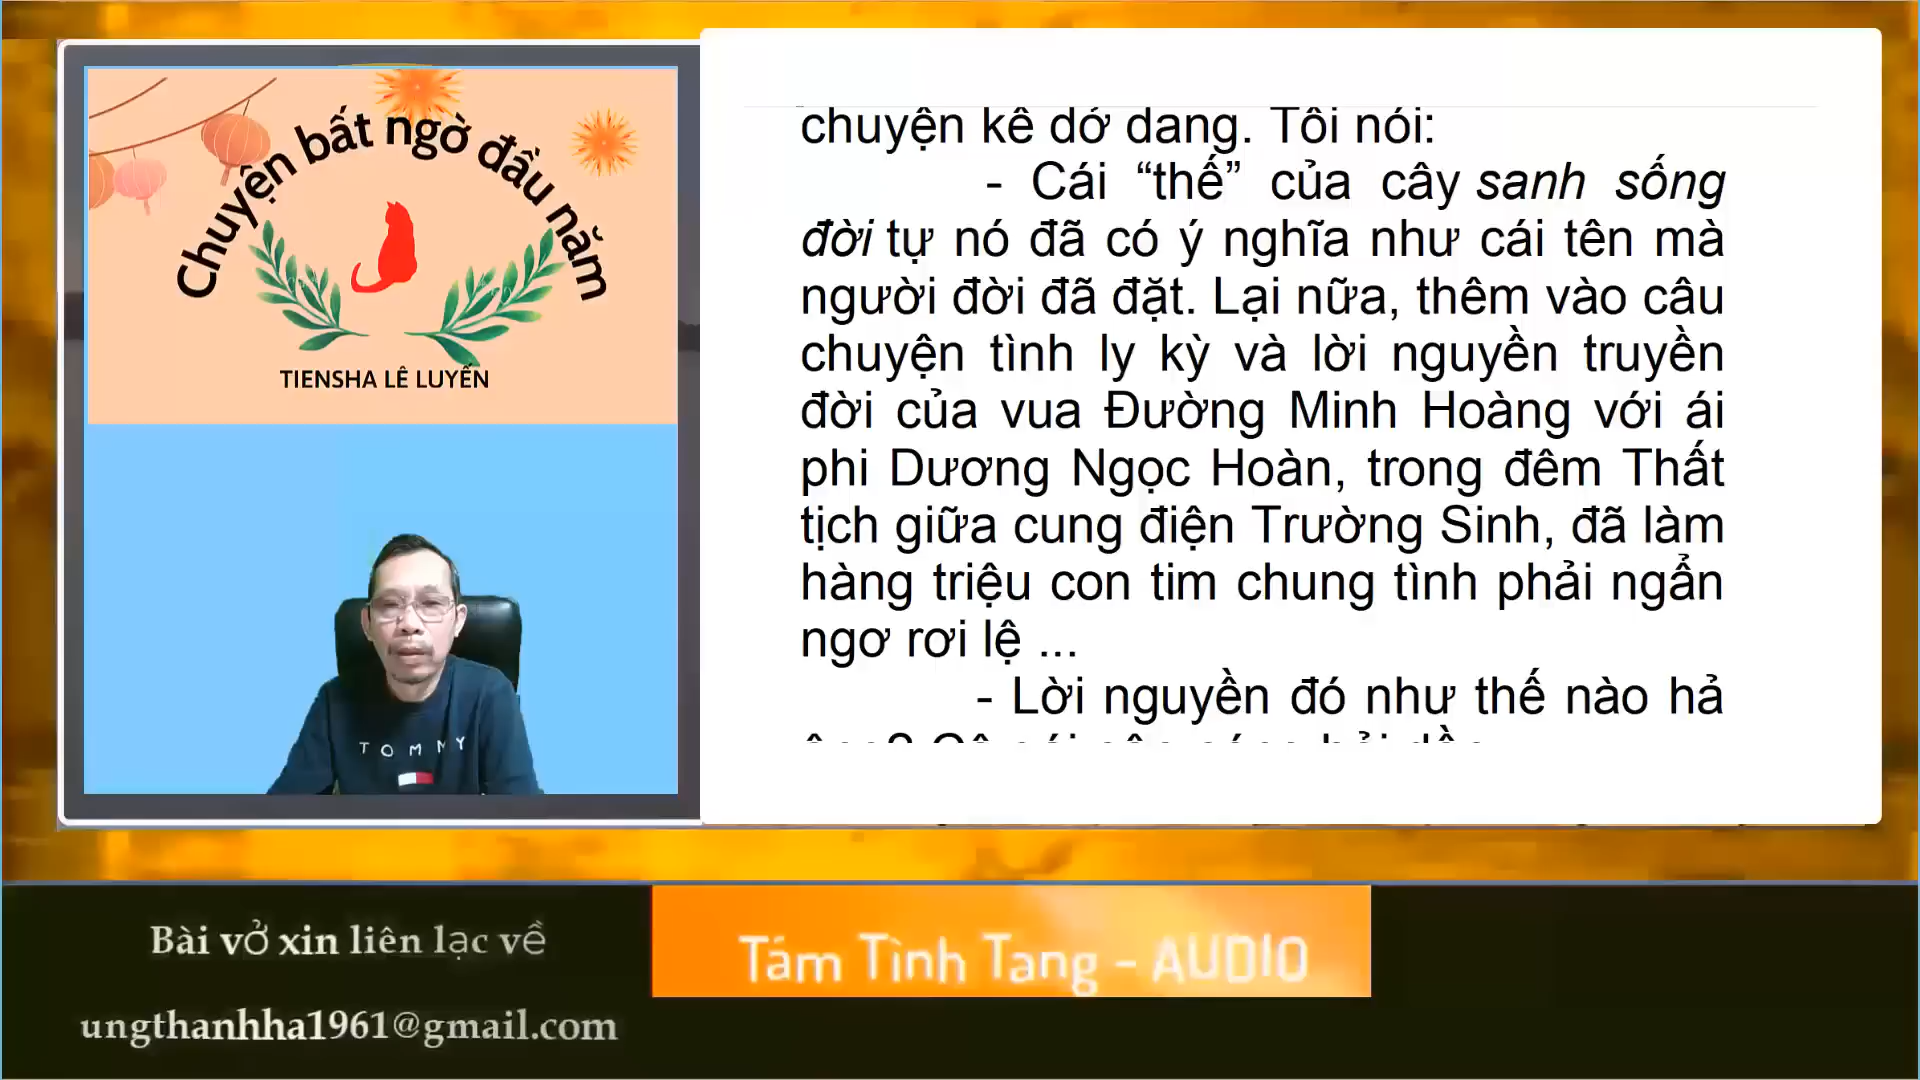 Chuyện bất ngờ đầu năm
TIENSHA LÊ LUYẾN
TOMMY
chuyện kể dở dang. Tôi nói:
- Cái “thế” của cây sanh sống
đời tự nó đã có ý nghĩa như cái tên mà
người đời đã đặt. Lại nữa, thêm vào câu
chuyện tình ly kỳ và lời nguyền truyền
đời của vua Đường Minh Hoàng với ái
phi Dương Ngọc Hoàn, trong đêm Thất
tịch giữa cung điện Trường Sinh, đã làm
hàng triệu con tim chung tình phải ngẩn
ngơ rơi lệ ...
- Lời nguyền đó như thế nào hả
Bài vở xin liên lạc về
ungthanhha1961@gmail.com
Tám Tình Tang - AUDIO